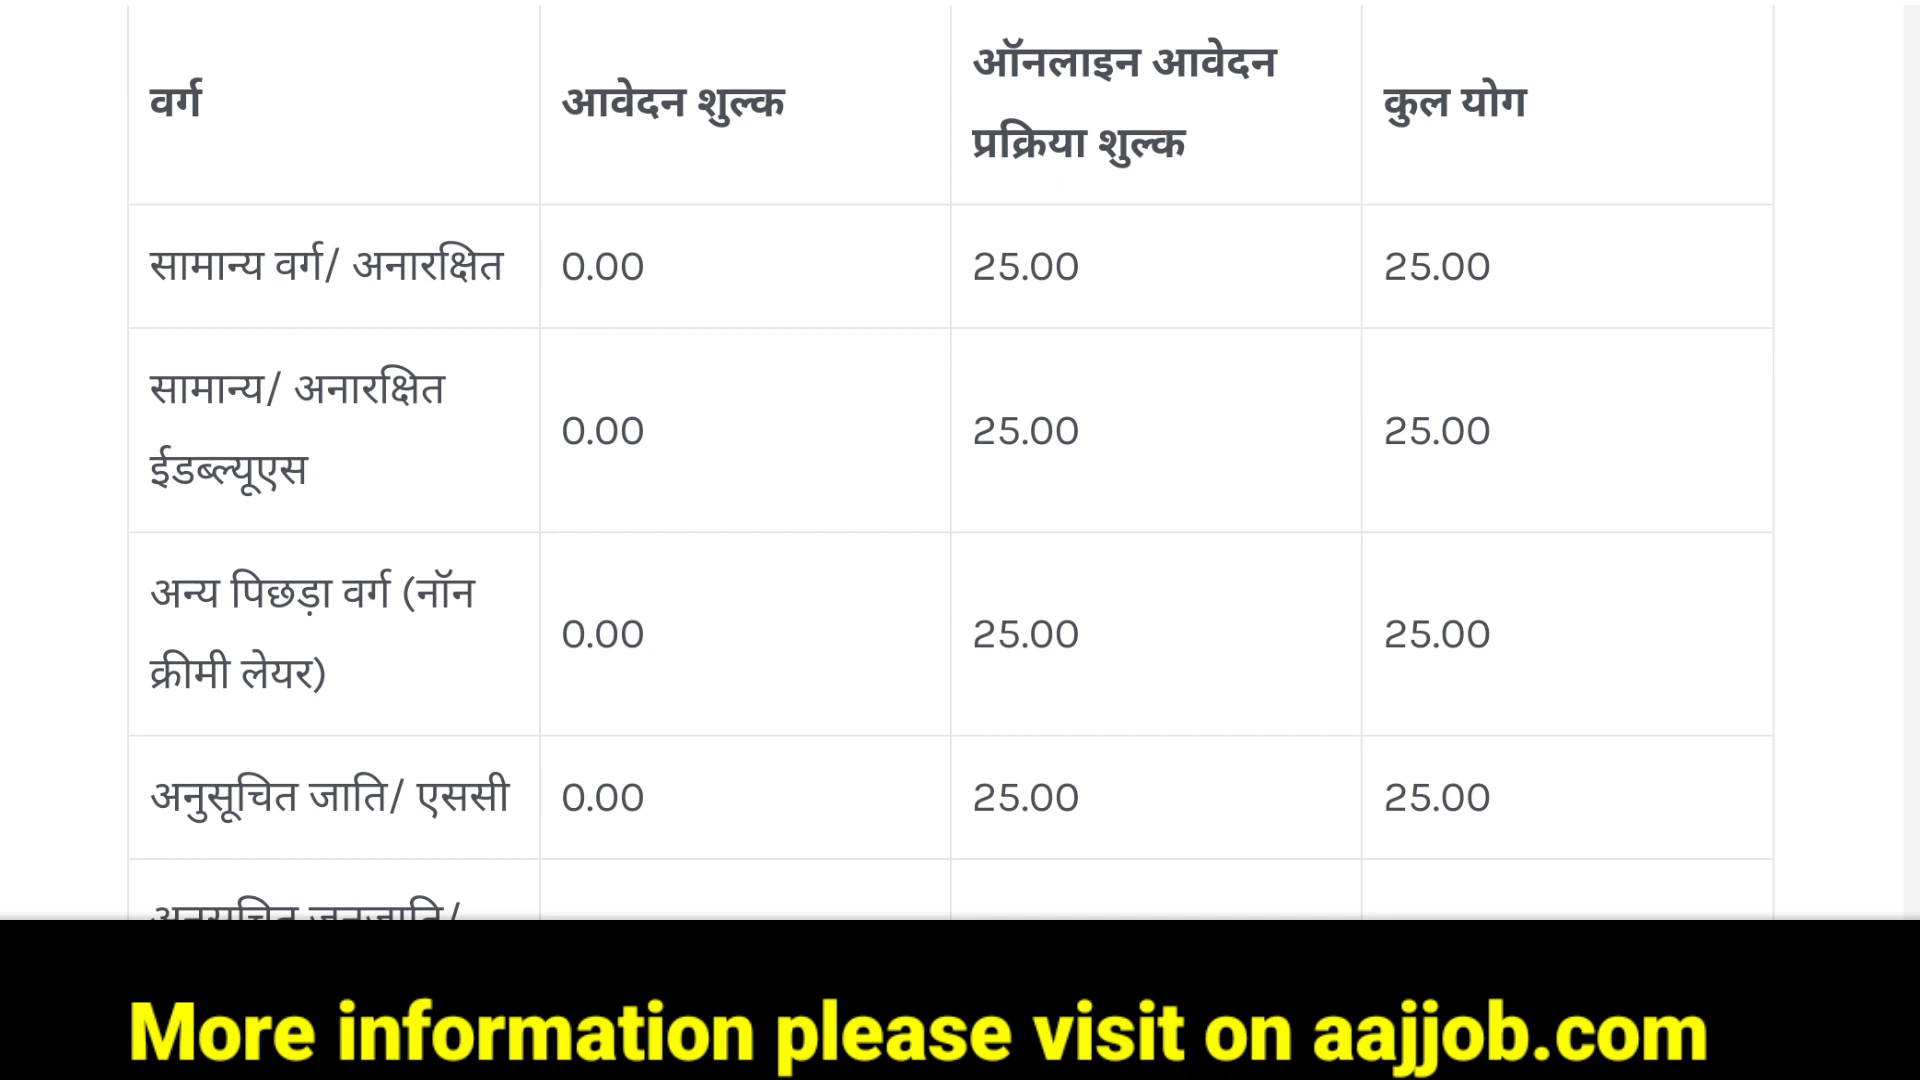 वर्ग
आवेदन शुल्क
ऑनलाइन आवेदन
प्रक्रिया शुल्क
कुल योग
सामान्य वर्ग/ अनारक्षित
0.00
25.00
25.00
सामान्य/ अनारक्षित
ईडब्ल्यूएस
0.00
25.00
25.00
अन्य पिछड़ा वर्ग (नॉन
क्रीमी लेयर)
0.00
25.00
25.00
अनुसूचित जाति/ एससी
0.00
25.00
25.00
अनुसूचित जनजाति/
More information please visit on aajjob.com